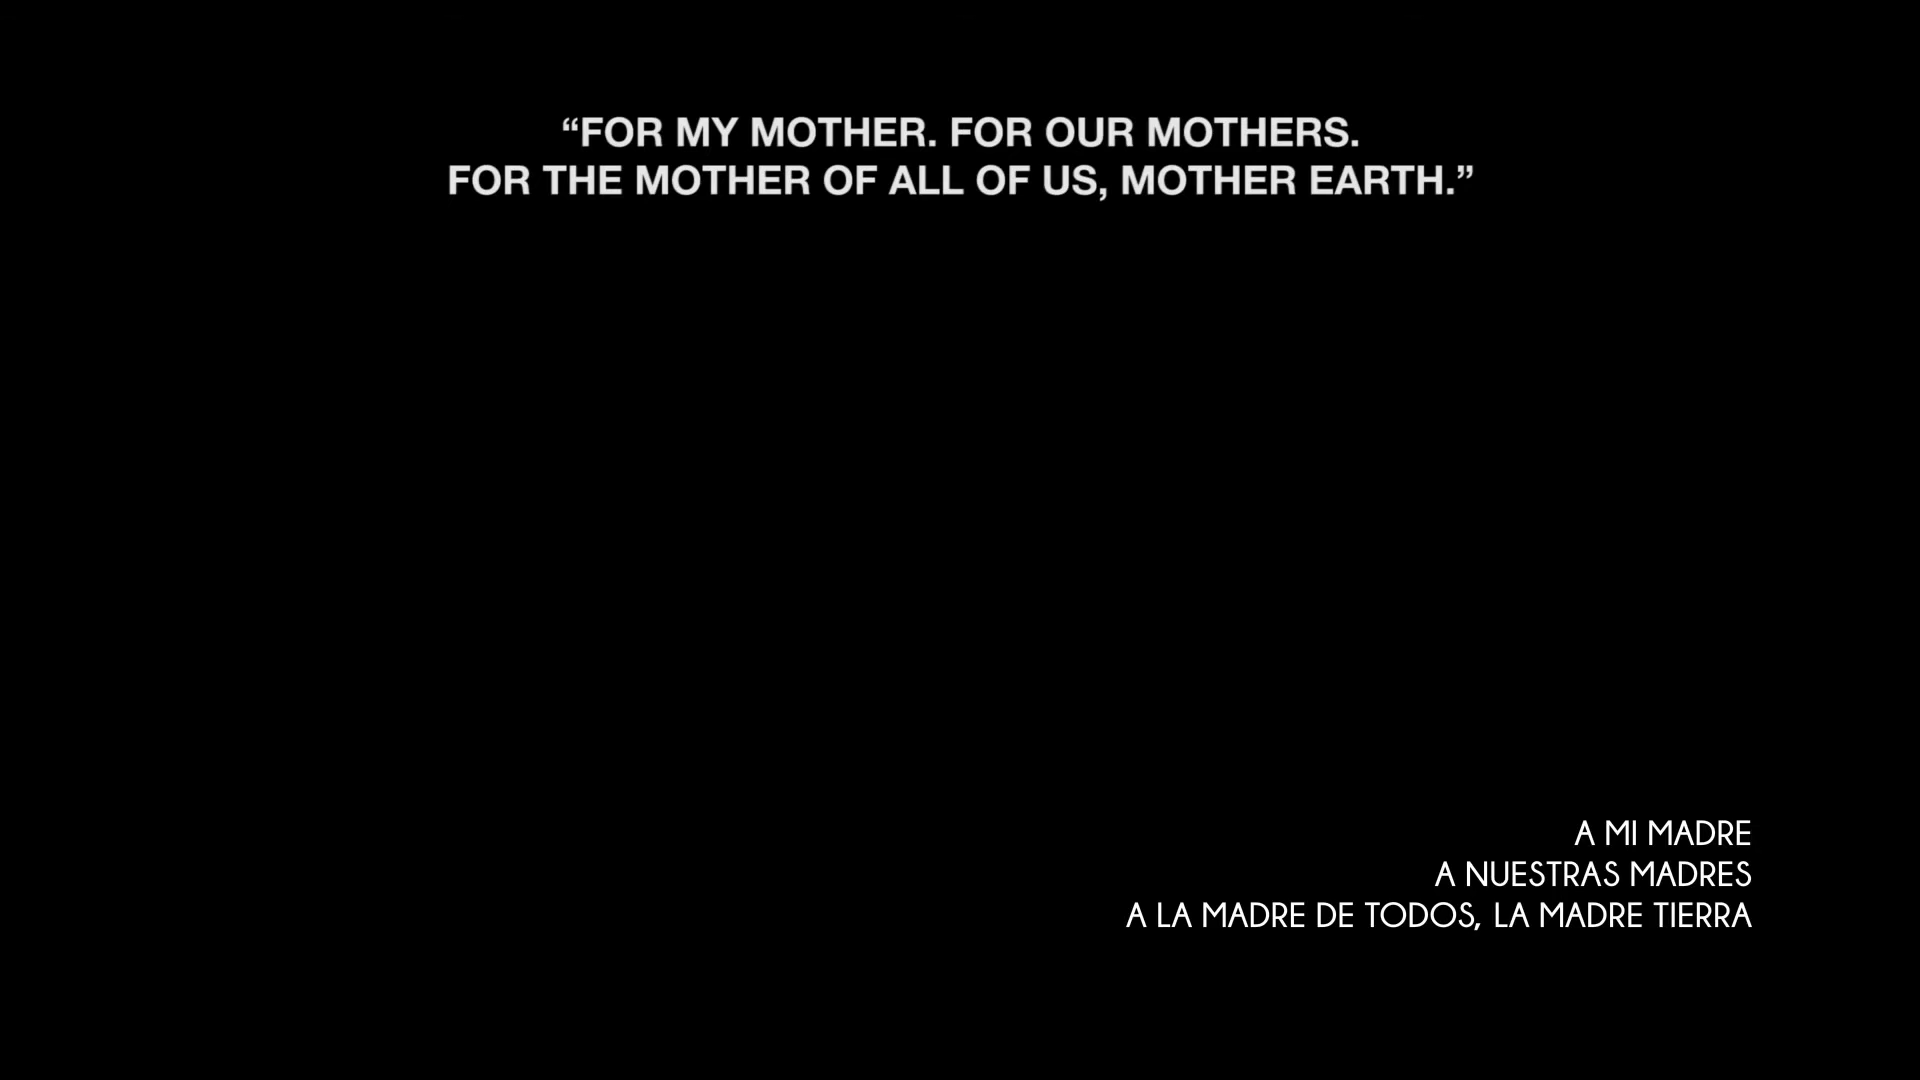 “FOR MY MOTHER. FOR OUR MOTHERS.
FOR THE MOTHER OF ALL OF US, MOTHER EARTH.”
A MI MADRE
A NUESTRAS MADRES
A LA MADRE DE TODOS, LA MADRE TIERRA